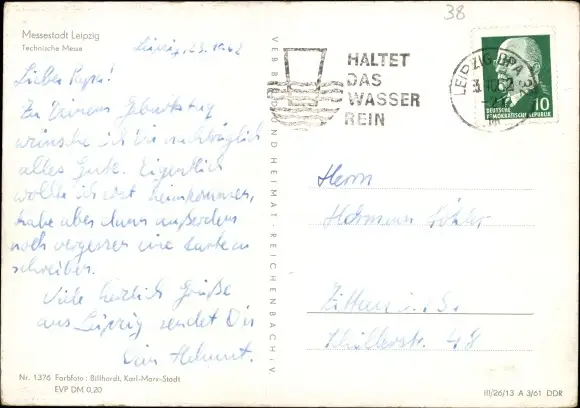 38
Messestadt Leipzig
Technische Messe
Leipzig, 23.10.62
Lieber Papa!
Zu Deinem Geburtstag
wünsche ich Dir nachträglich
alles Gute. Eigentlich
wollte ich erst heimkommen,
habe aber dann außerdem
noch vergessen eine Karte zu
schreiben.
Viele herzlich Grüße
aus Leipzig sendet Dir
Dein Helmut.
Nr. 1376 Farbfoto: Billhardt, Karl-Marx-Stadt
EVP DM 0,20
VEB BILD UND HEIMAT · REICHENBACH I. V.
HALTET
DAS
WASSER
REIN
LEIPZIG
10
DEUTSCHE
DEMOKRATISCHE REPUBLIK
Herrn
Hermann
Zittau i. S.
Schillerstr. 48
III/26/13 A 3/61 DDR